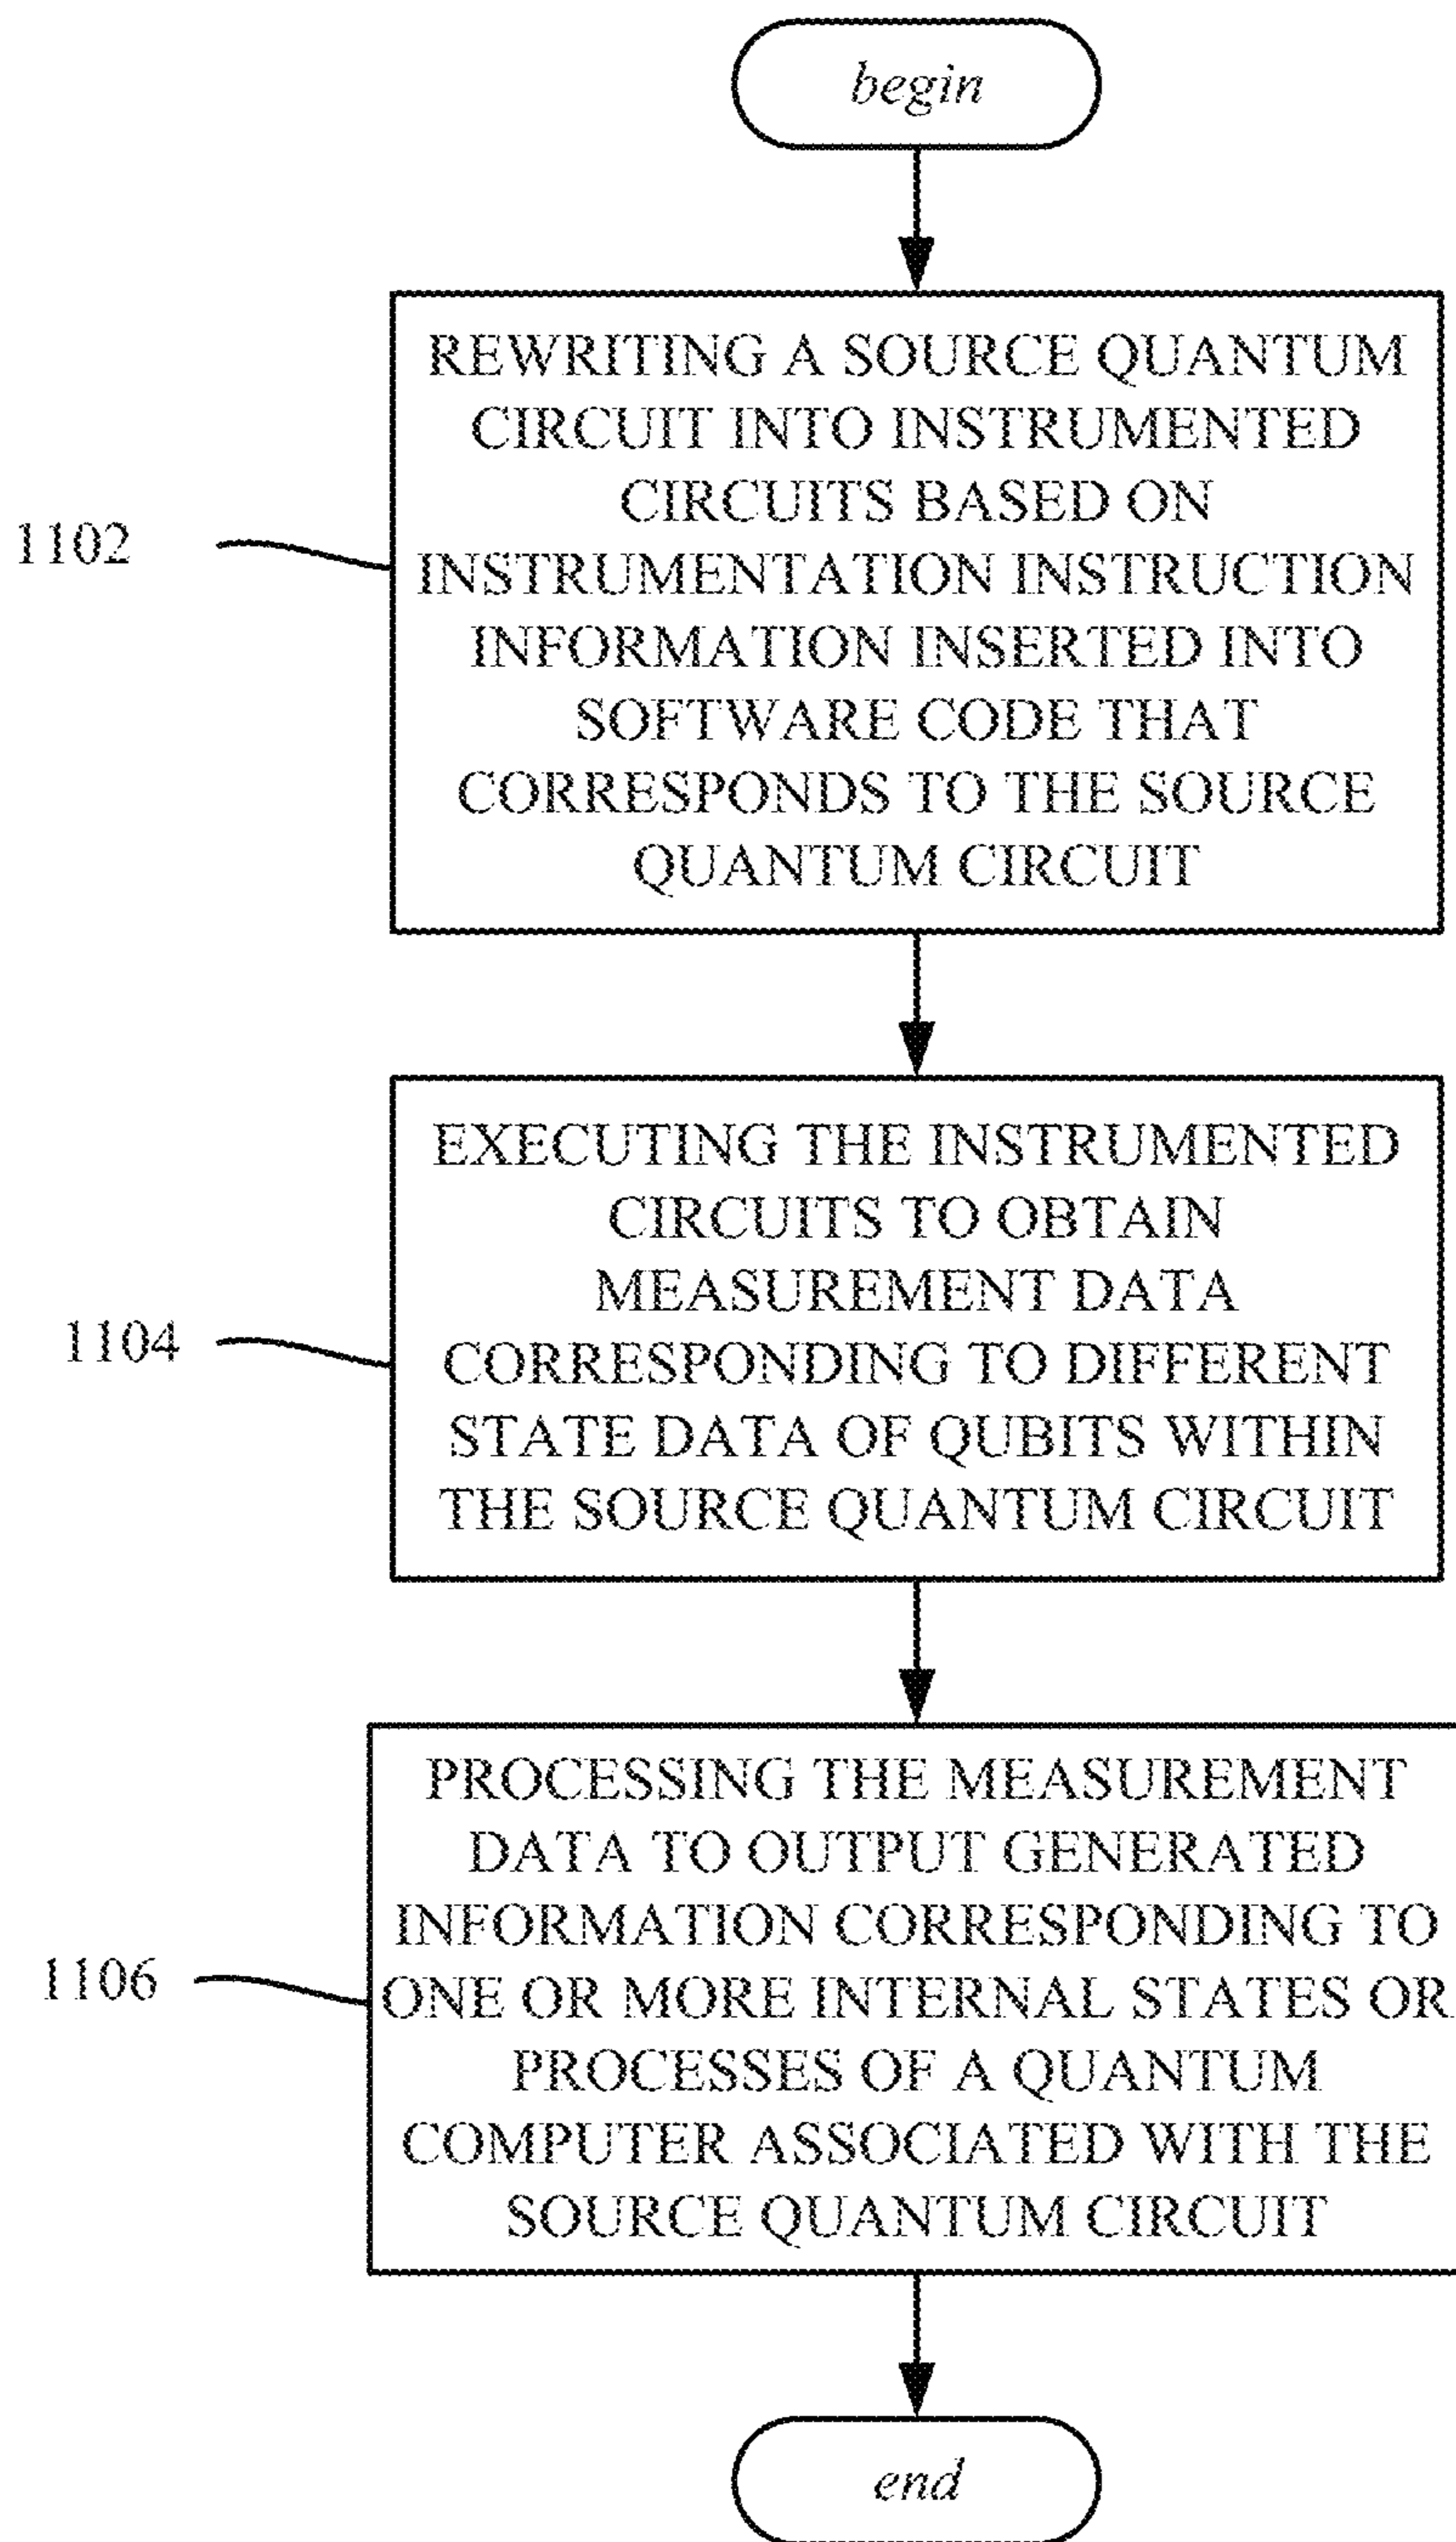 begin
REWRITING A SOURCE QUANTUM
CIRCUIT INTO INSTRUMENTED
CIRCUITS BASED ON
INSTRUMENTATION INSTRUCTION
INFORMATION INSERTED INTO
SOFTWARE CODE THAT
CORRESPONDS TO THE SOURCE
QUANTUM CIRCUIT
1102
EXECUTING THE INSTRUMENTED
CIRCUITS TO OBTAIN
MEASUREMENT DATA
CORRESPONDING TO DIFFERENT
STATE DATA OF QUBITS WITHIN
THE SOURCE QUANTUM CIRCUIT
1104
PROCESSING THE MEASUREMENT
DATA TO OUTPUT GENERATED
INFORMATION CORRESPONDING TO
ONE OR MORE INTERNAL STATES OR
PROCESSES OF A QUANTUM
COMPUTER ASSOCIATED WITH THE
SOURCE QUANTUM CIRCUIT
1106
end